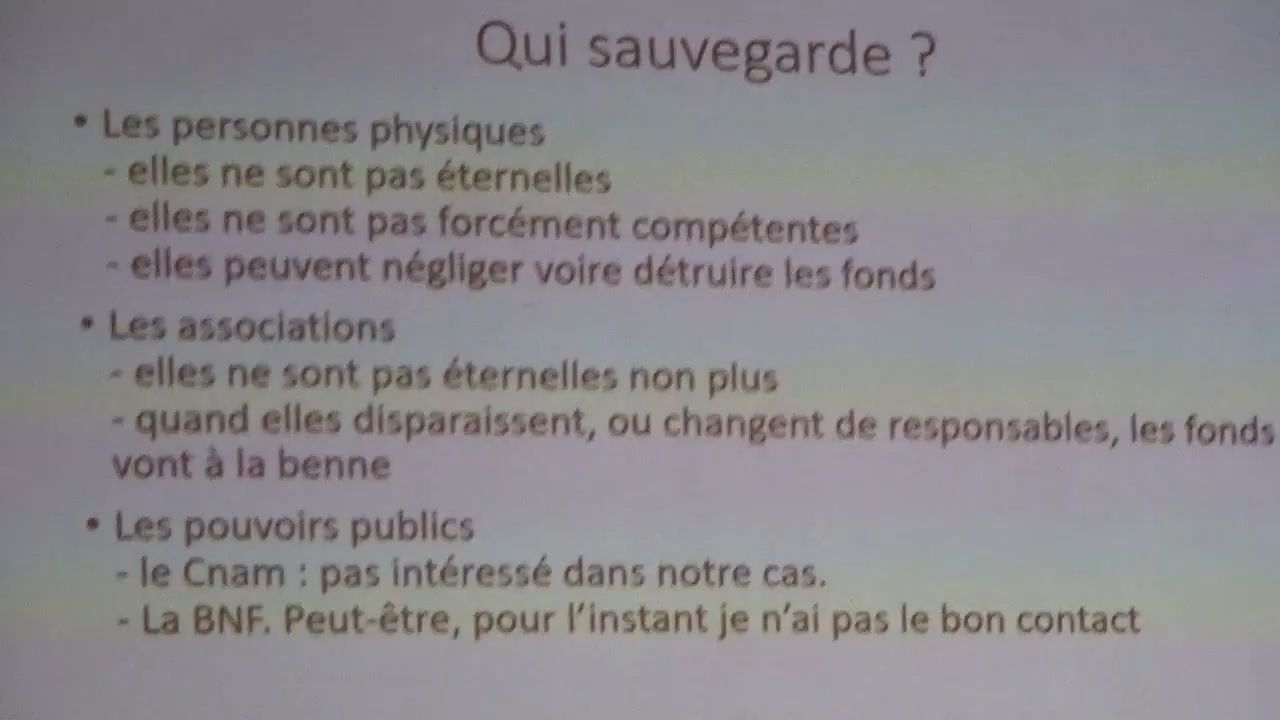 Qui sauvegarde ?
• Les personnes physiques
- elles ne sont pas éternelles
- elles ne sont pas forcément compétentes
- elles peuvent négliger voire détruire les fonds
• Les associations
- elles ne sont pas éternelles non plus
- quand elles disparaissent, ou changent de responsables, les fonds
vont à la benne
• Les pouvoirs publics
- le Cnam : pas intéressé dans notre cas.
- La BNF. Peut-être, pour l’instant je n’ai pas le bon contact